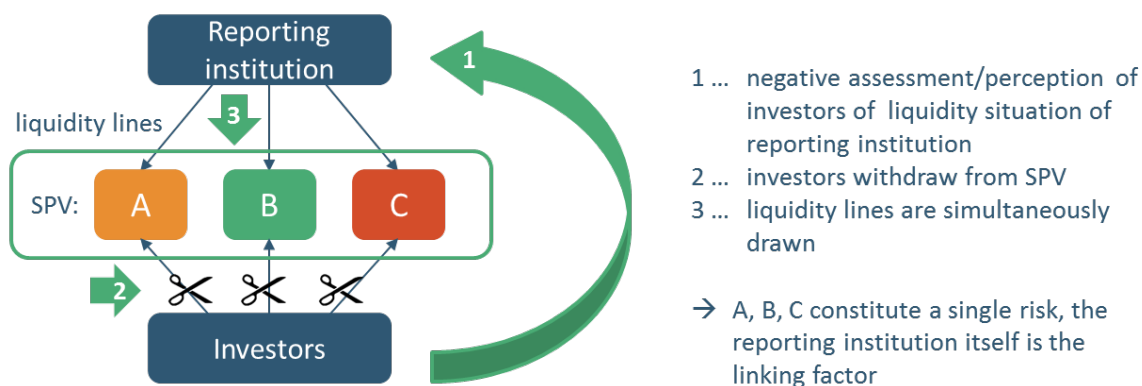 Reporting
institution
1
liquidity lines
3
SPV:
A
B
C
2
Investors
1 ... negative assessment/perception of
investors of liquidity situation of
reporting institution
2 ... investors withdraw from SPV
3 ... liquidity lines are simultaneously
drawn
→ A, B, C constitute a single risk, the
reporting institution itself is the
linking factor